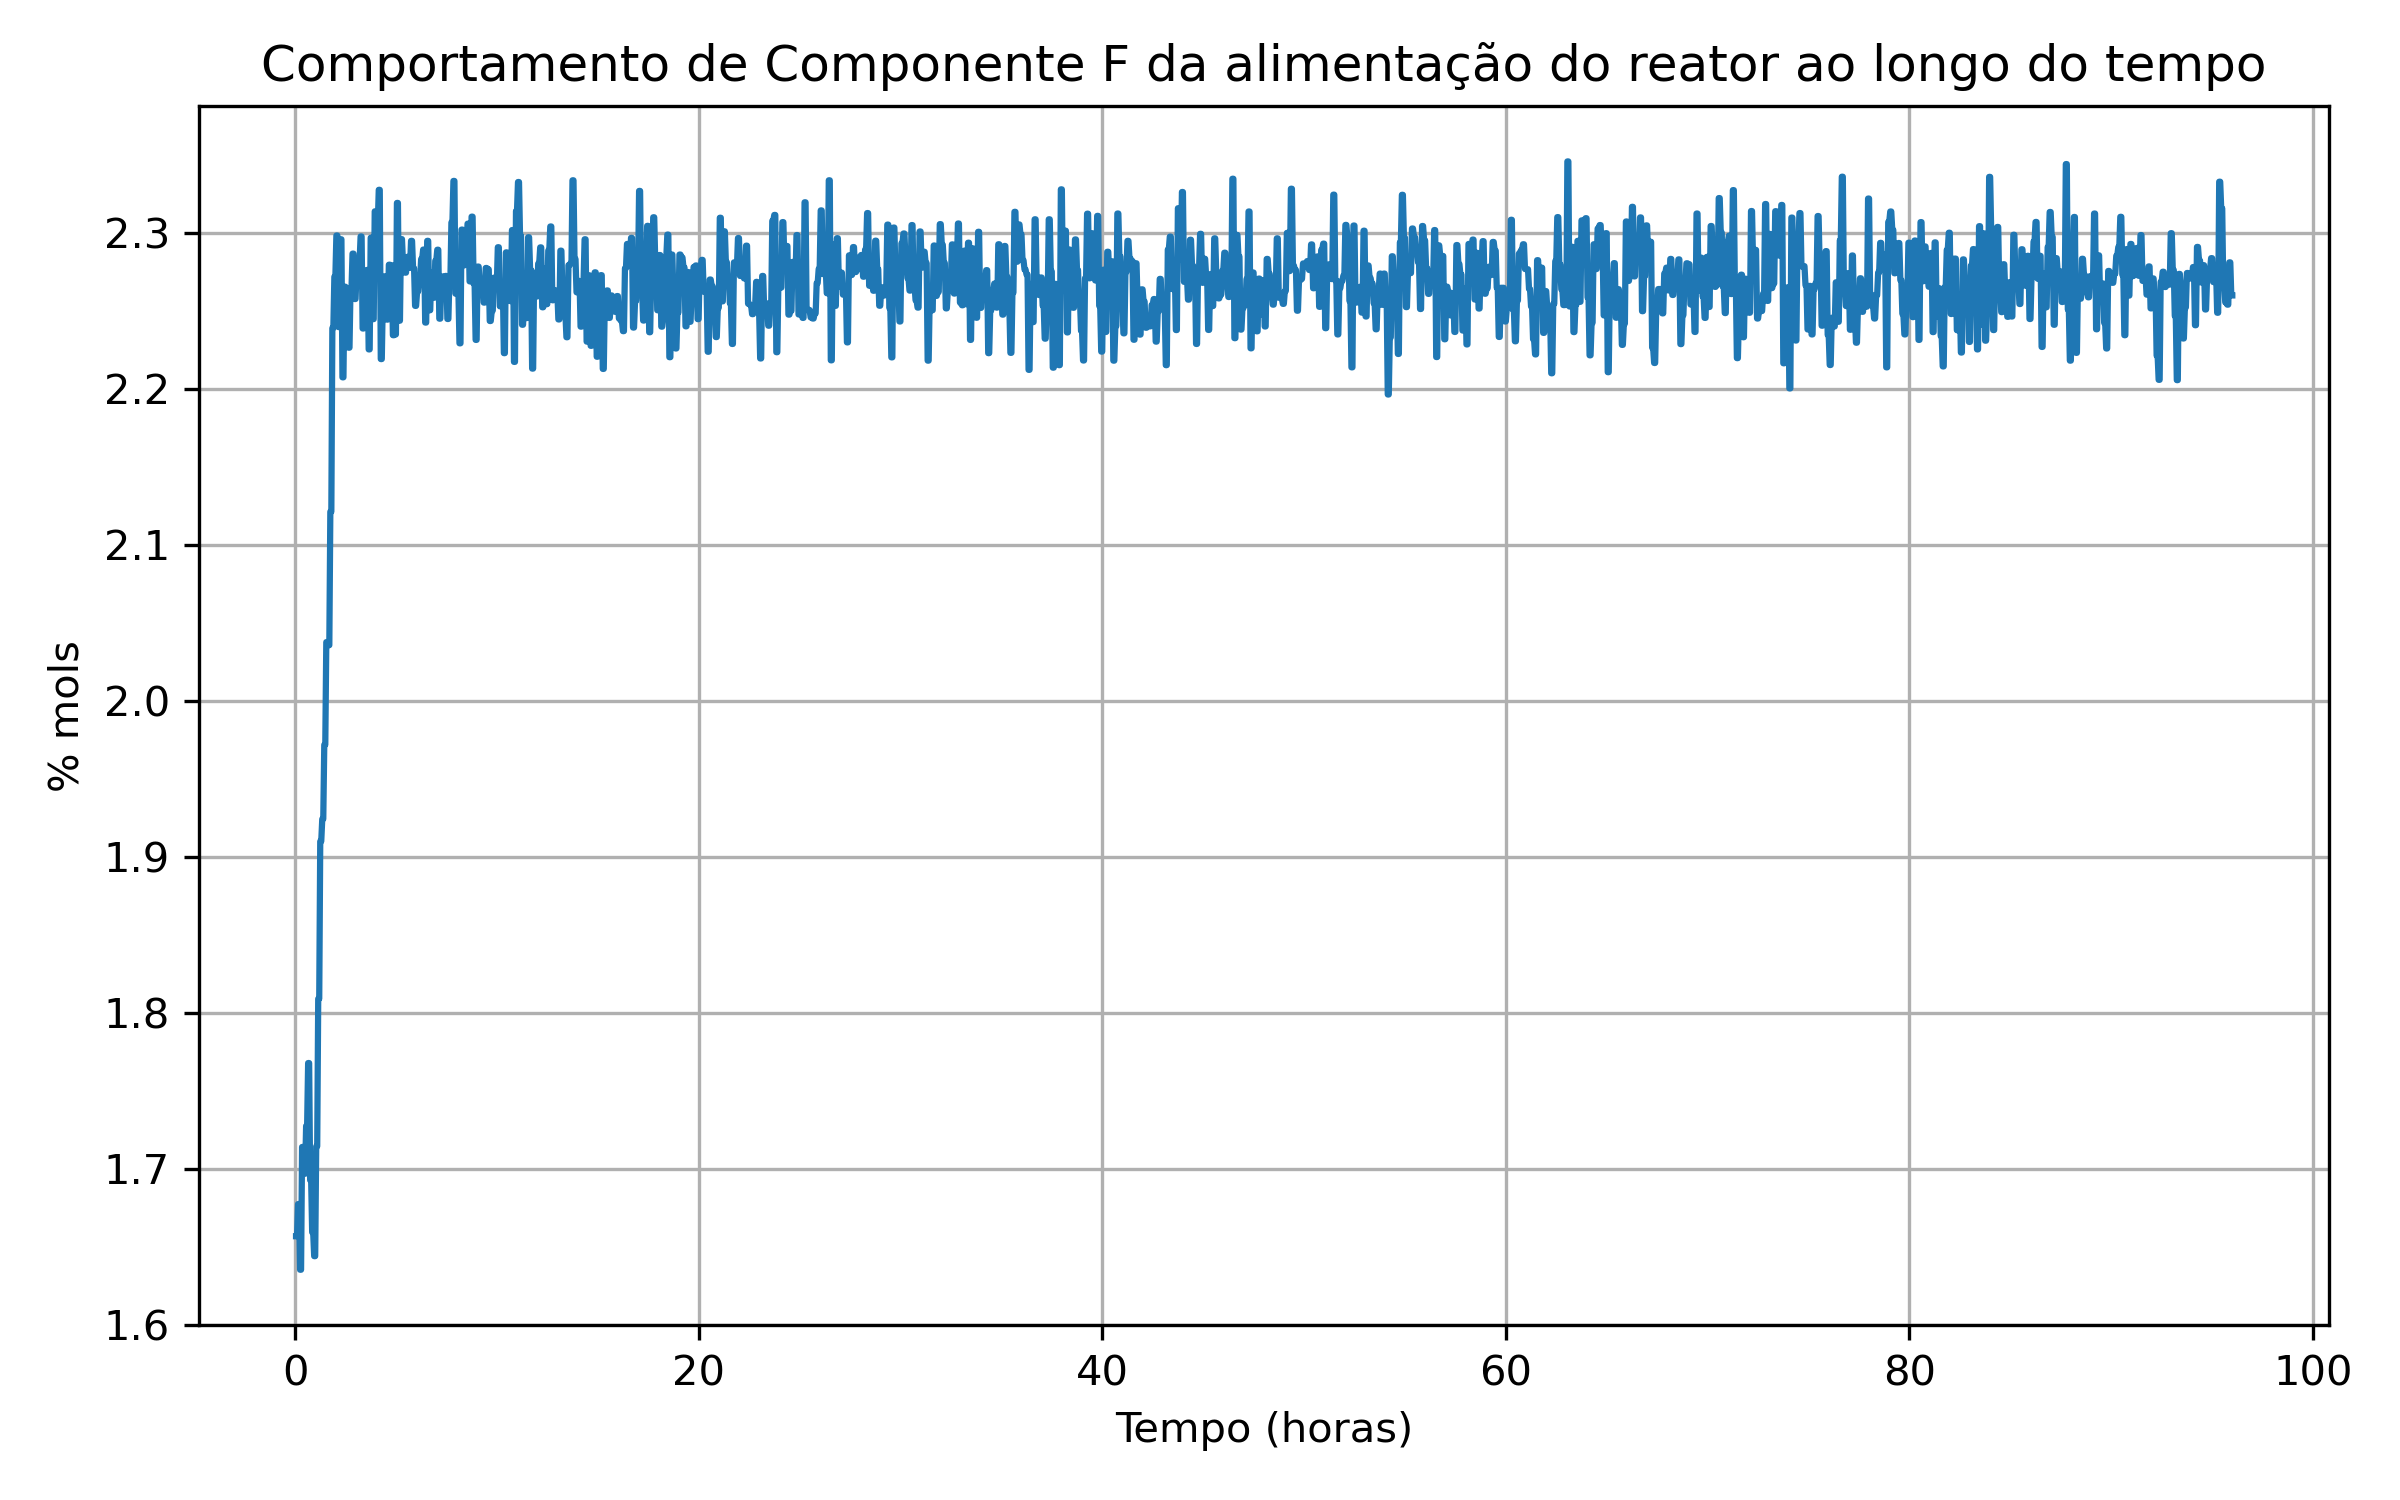 Comportamento de Componente F da alimentação do reator ao longo do tempo
% mols
2.3
2.2
2.1
2.0
1.9
1.8
1.7
1.6
0 20 40 60 80 100
Tempo (horas)